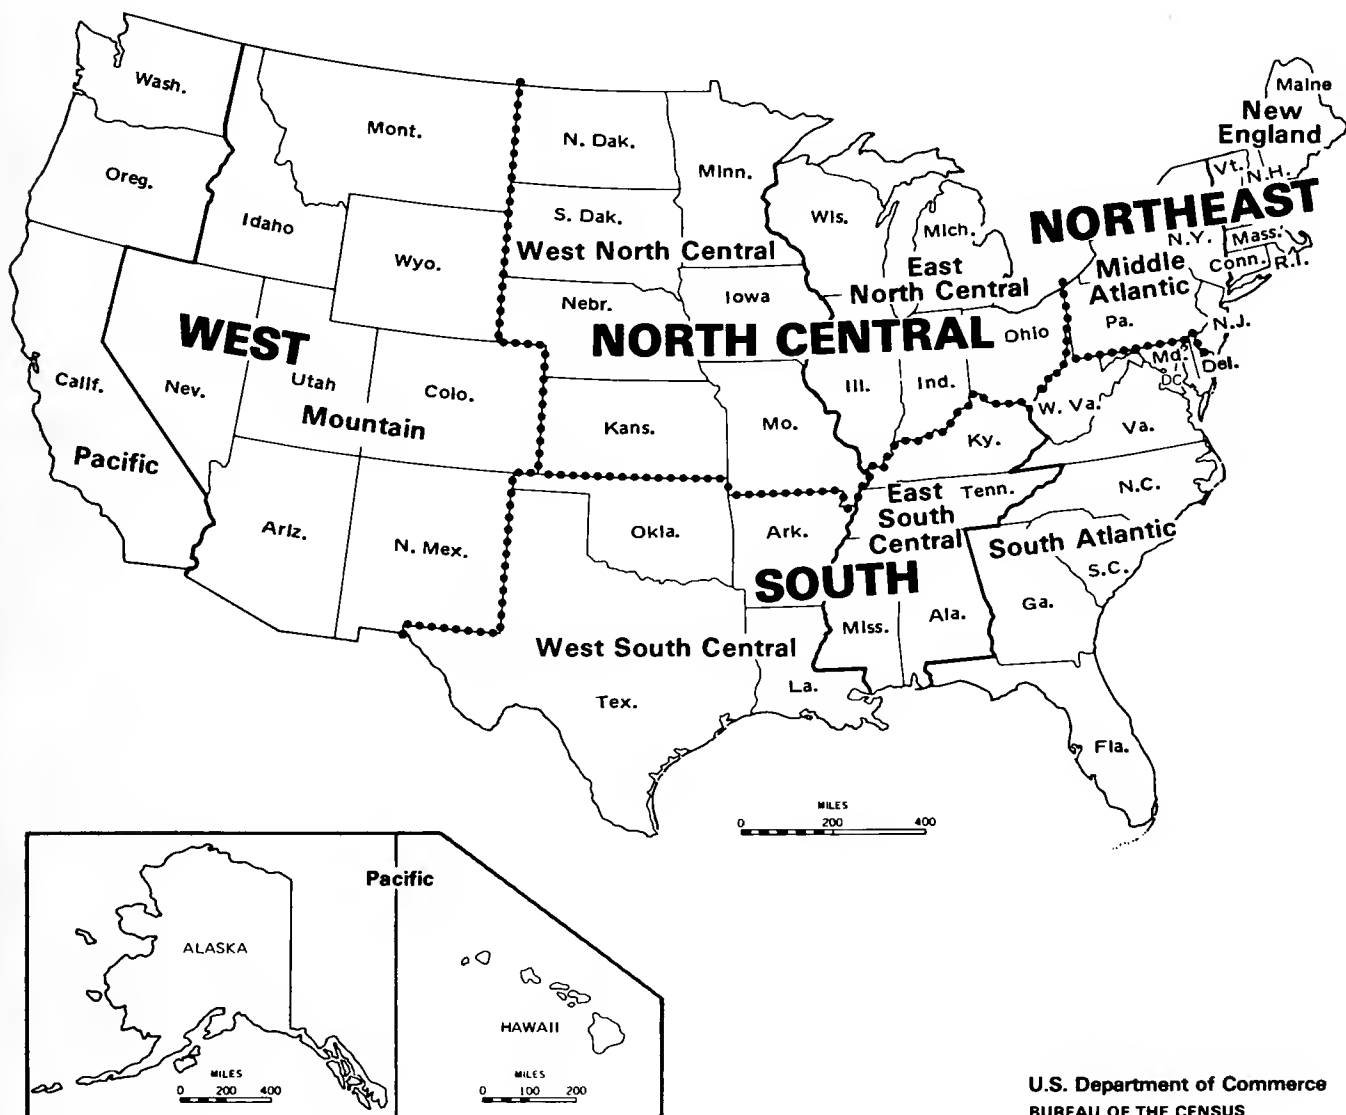 Maine
Wash.
New
England
Mont.
N. Dak.
Minn.
Vt.
N.H.
Oreg.
NORTHEAST
Idaho
S. Dak.
Wis.
Mich.
N.Y.
Mass.
West North Central
Wyo.
East
North Central
Middle
Atlantic
Conn.
R.I.
Nebr.
Iowa
WEST
NORTH CENTRAL
Ohio
Pa.
N.J.
Calif.
Nev.
Utah
Colo.
Ill.
Ind.
Md.
DC
Del.
Mountain
Kans.
Mo.
W. Va.
Va.
Pacific
Ky.
East
South
Central
Tenn.
N.C.
Ariz.
N. Mex.
Okla.
Ark.
South Atlantic
S.C.
SOUTH
Ga.
Miss.
Ala.
West South Central
La.
Tex.
Fla.
MILES
0 200 400
Pacific
ALASKA
HAWAII
MILES
0 200 400
MILES
0 100 200
U.S. Department of Commerce
BUREAU OF THE CENSUS